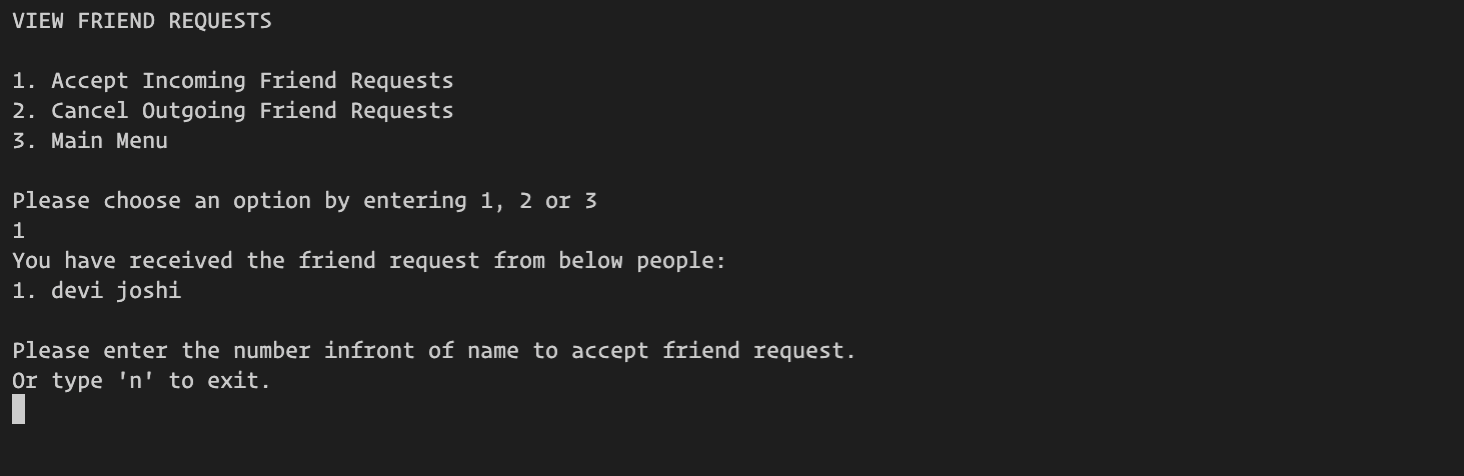 VIEW FRIEND REQUESTS
1. Accept Incoming Friend Requests
2. Cancel Outgoing Friend Requests
3. Main Menu
Please choose an option by entering 1, 2 or 3
1
You have received the friend request from below people:
1. devi joshi
Please enter the number infront of name to accept friend request.
Or type 'n' to exit.